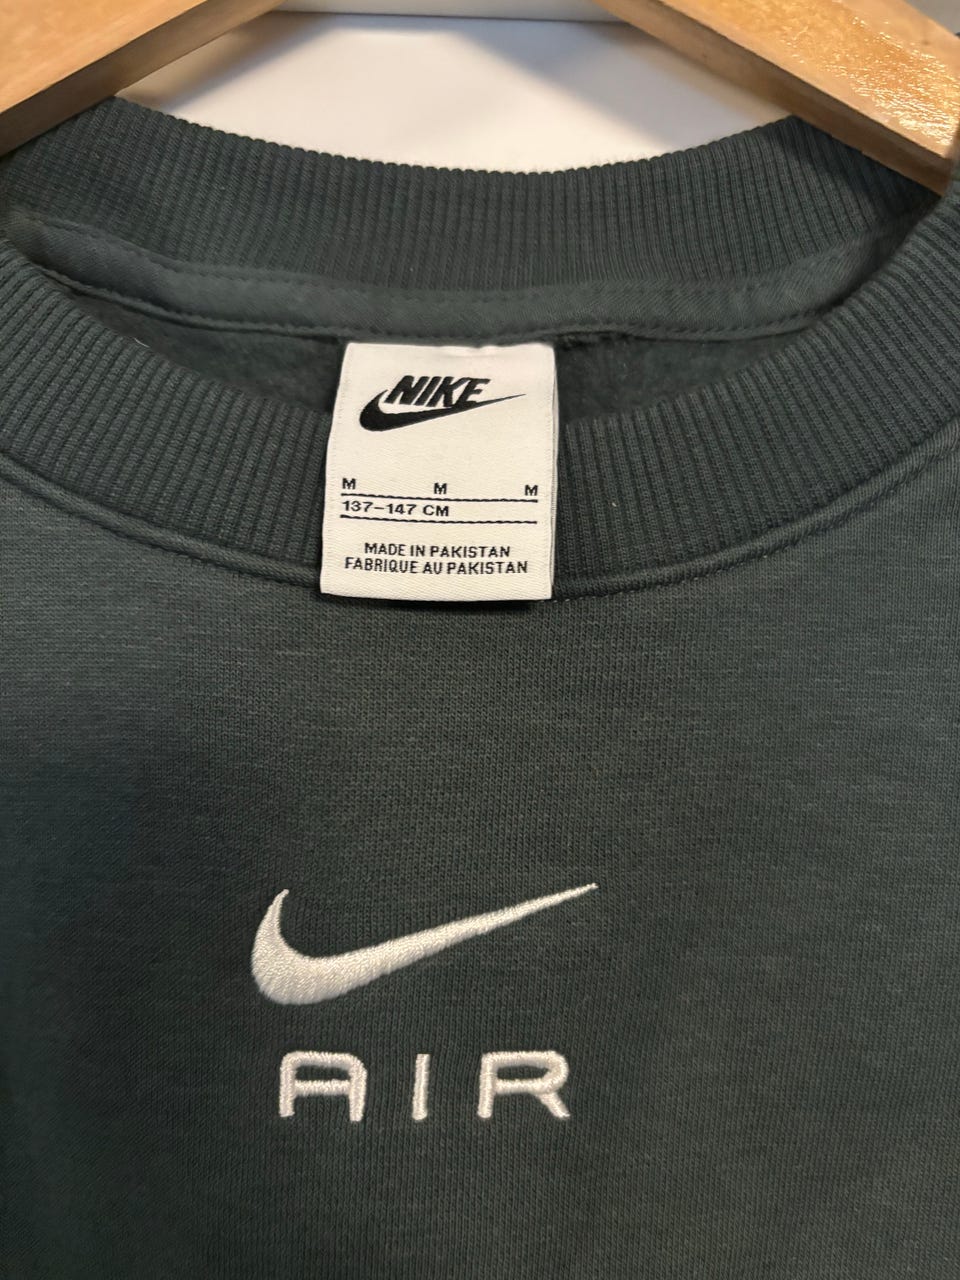 NIKE
M M M
137-147 CM
MADE IN PAKISTAN
FABRIQUE AU PAKISTAN
AIR